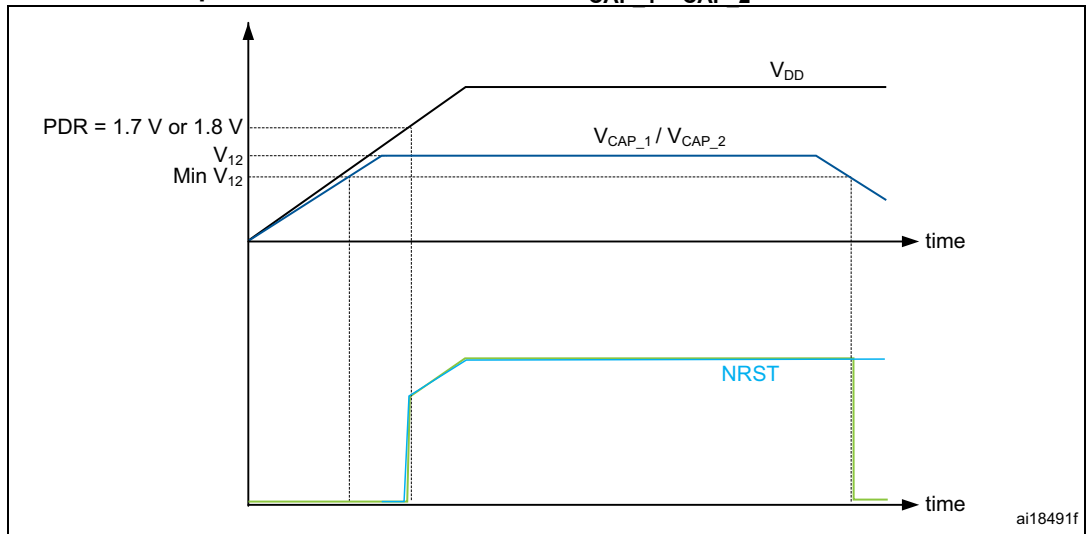 V_DD
PDR = 1.7 V or 1.8 V
V_CAP_1 / V_CAP_2
V_12
Min V_12
time
NRST
time
ai18491f